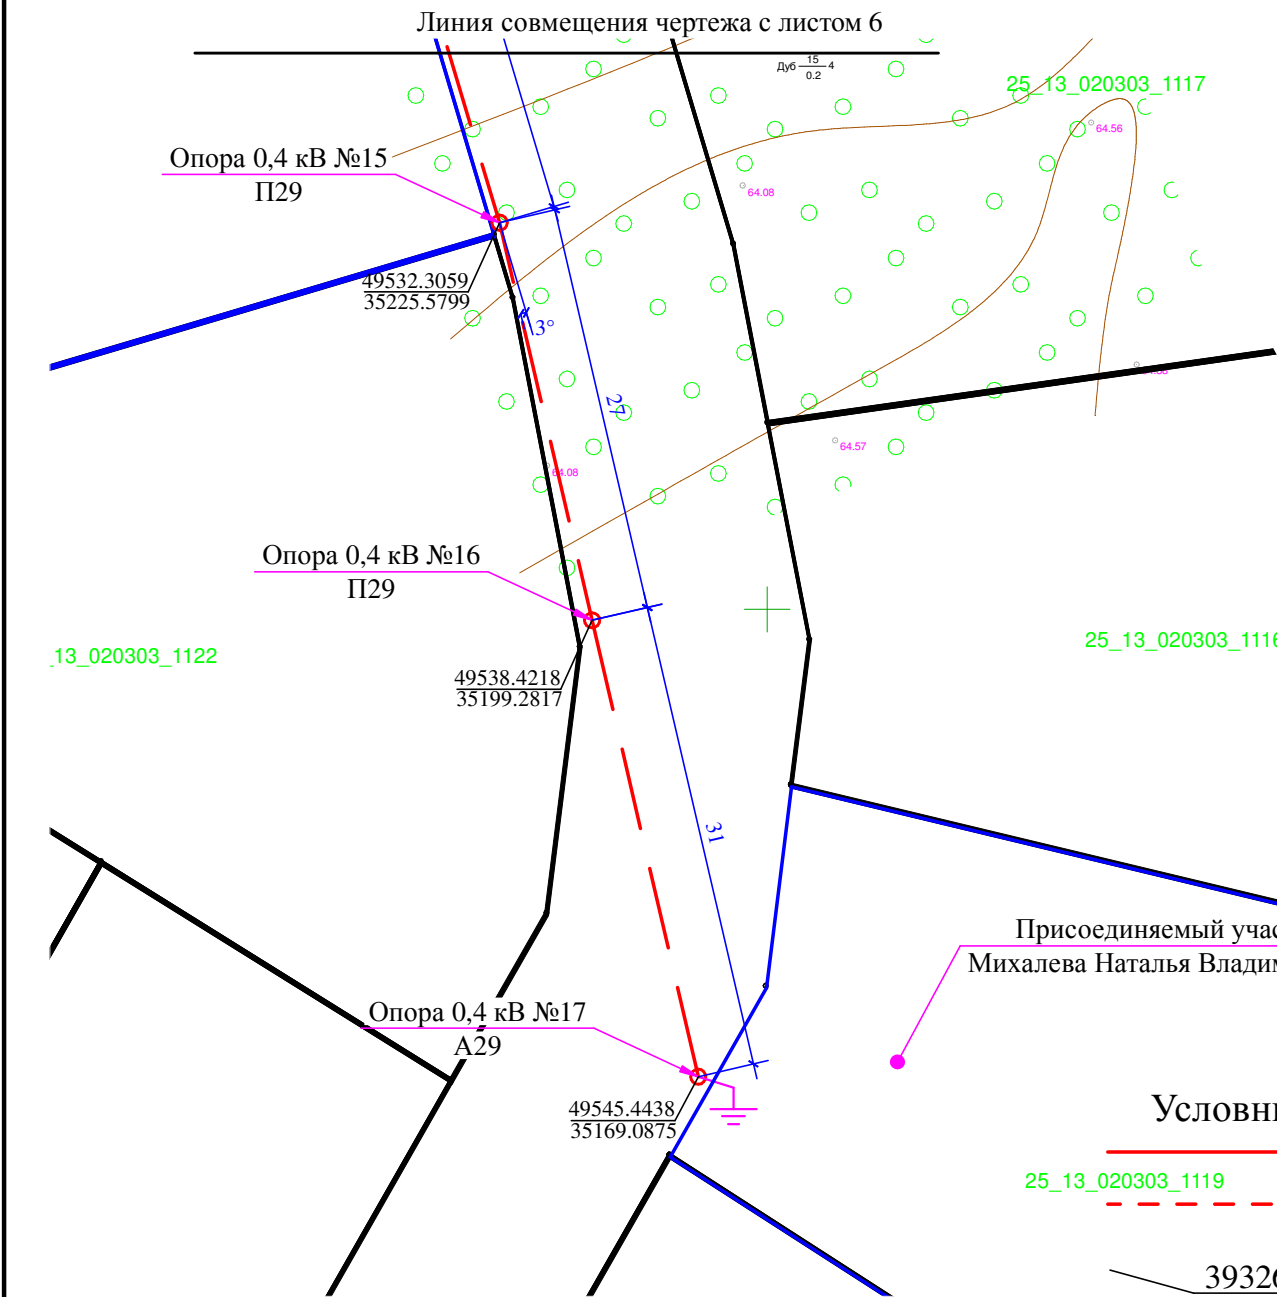 Линия совмещения чертежа с листом 6
Дуб 15 4
0.2
25_13_020303_1117
64.56
Опора 0,4 кВ №15
П29
64.08
49532.3059
35225.5799
3°
27
64.57
64.08
Опора 0,4 кВ №16
П29
25_13_020303_1116
_13_020303_1122
49538.4218
35199.2817
31
Присоединяемый учас
Михалева Наталья Владим
Опора 0,4 кВ №17
А29
49545.4438
35169.0875
Условн
25_13_020303_1119
3932